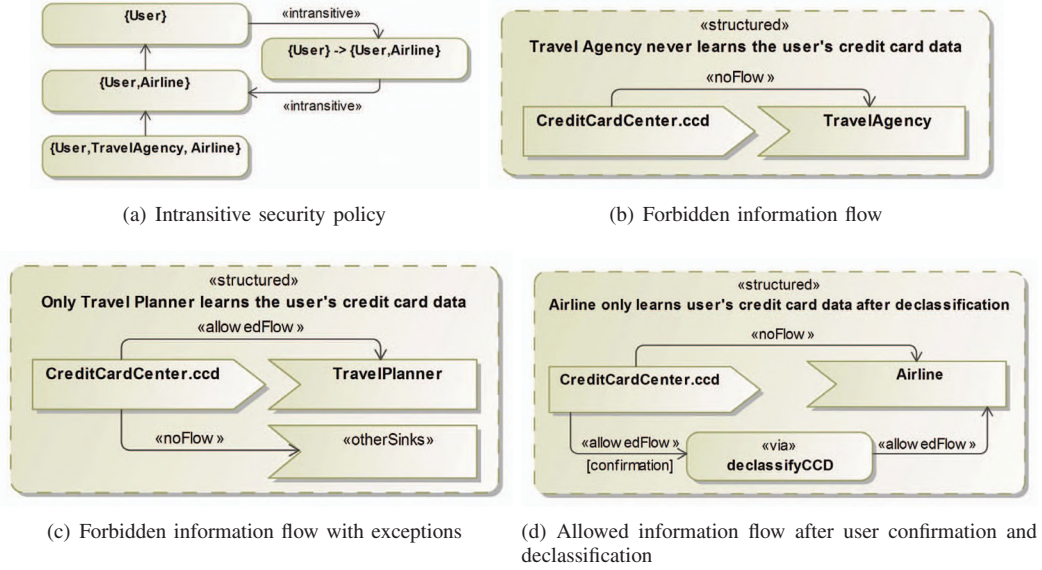 {User}
«intransitive»
{User} -> {User,Airline}
{User,Airline}
«intransitive»
{User,TravelAgency, Airline}
(a) Intransitive security policy
«structured»
Travel Agency never learns the user's credit card data
«noFlow »
CreditCardCenter.ccd
TravelAgency
(b) Forbidden information flow
«structured»
Only Travel Planner learns the user's credit card data
«allow edFlow »
CreditCardCenter.ccd
TravelPlanner
«noFlow »
«otherSinks»
(c) Forbidden information flow with exceptions
«structured»
Airline only learns user's credit card data after declassification
«noFlow »
CreditCardCenter.ccd
Airline
«allow edFlow »
[confirmation]
«via»
declassifyCCD
«allow edFlow »
(d) Allowed information flow after user confirmation and
declassification